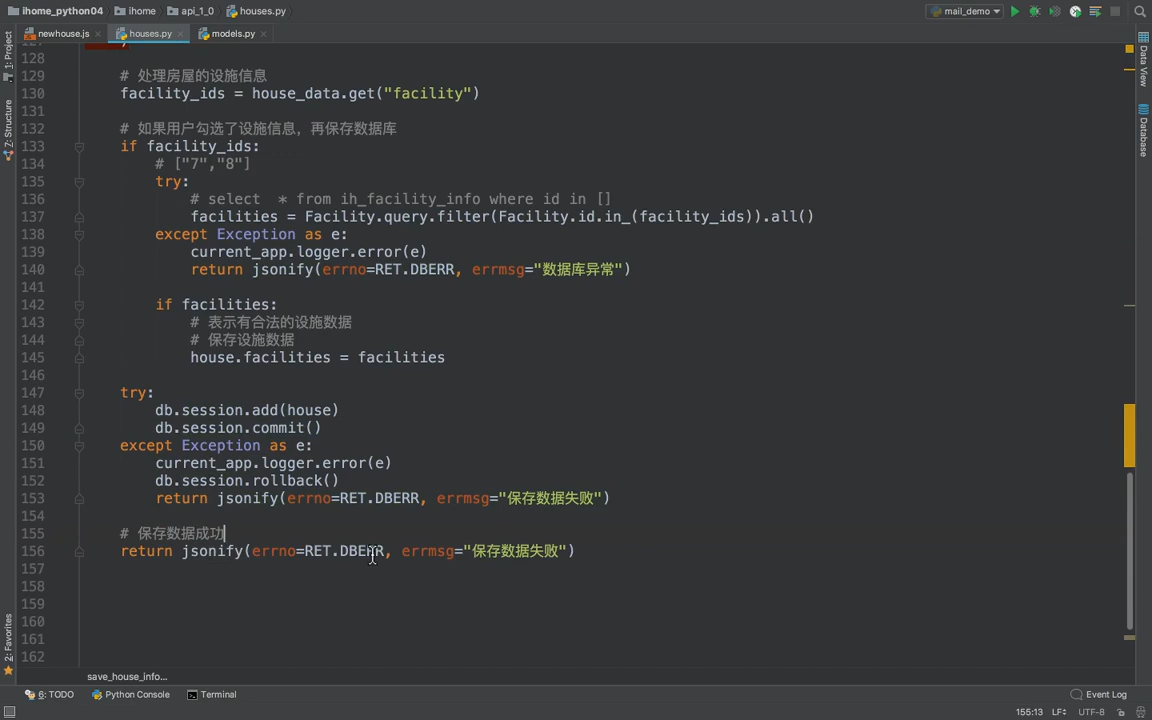 ihome_python04 ihome api_1_0 houses.py mail_demo
newhouse.js houses.py models.py
1: Project
Z: Structure
2: Favorites
Data View
Database
128
129 # 处理房屋的设施信息
130 facility_ids = house_data.get("facility")
131
132 # 如果用户勾选了设施信息，再保存数据库
133 if facility_ids:
134 # ["7","8"]
135 try:
136 # select  * from ih_facility_info where id in []
137 facilities = Facility.query.filter(Facility.id.in_(facility_ids)).all()
138 except Exception as e:
139 current_app.logger.error(e)
140 return jsonify(errno=RET.DBERR, errmsg="数据库异常")
141
142 if facilities:
143 # 表示有合法的设施数据
144 # 保存设施数据
145 house.facilities = facilities
146
147 try:
148 db.session.add(house)
149 db.session.commit()
150 except Exception as e:
151 current_app.logger.error(e)
152 db.session.rollback()
153 return jsonify(errno=RET.DBERR, errmsg="保存数据失败")
154
155 # 保存数据成功
156 return jsonify(errno=RET.DBERR, errmsg="保存数据失败")
157
158
159
160
161
162
save_house_info...
6: TODO Python Console Terminal Event Log
155:13 LF UTF-8